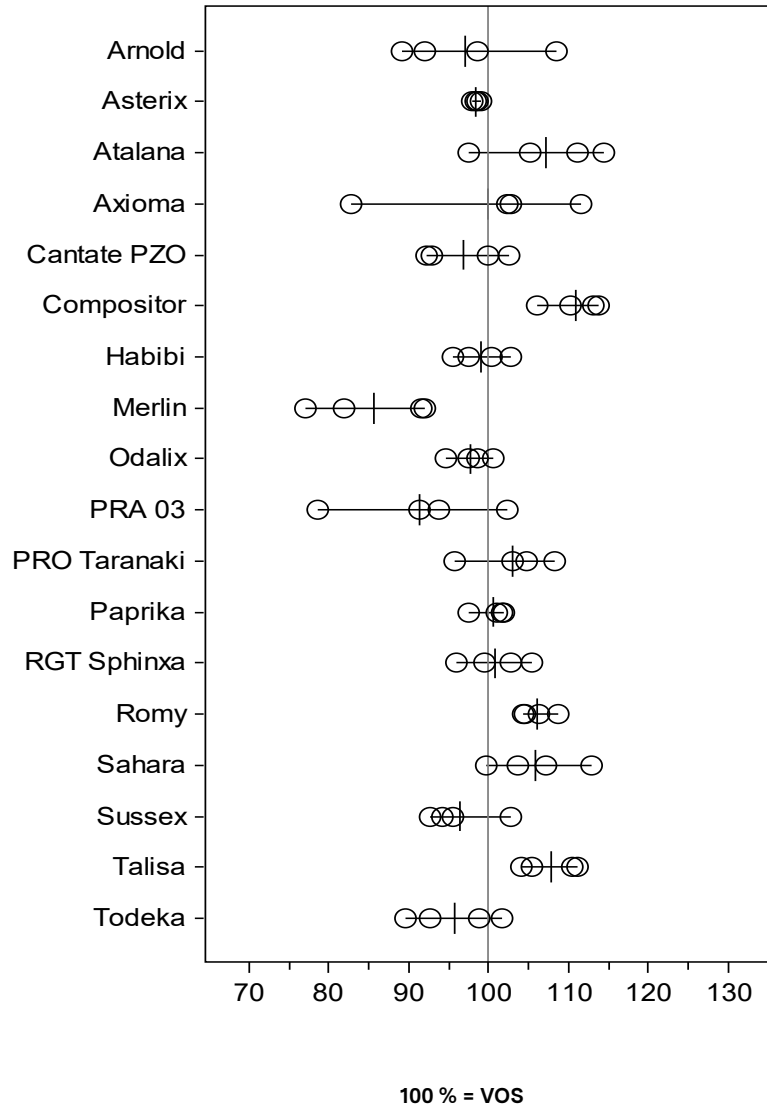 Arnold
Asterix
Atalana
Axioma
Cantate PZO
Compositor
Habibi
Merlin
Odalix
PRA 03
PRO Taranaki
Paprika
RGT Sphinxa
Romy
Sahara
Sussex
Talisa
Todeka
70 80 90 100 110 120 130
100 % = VOS